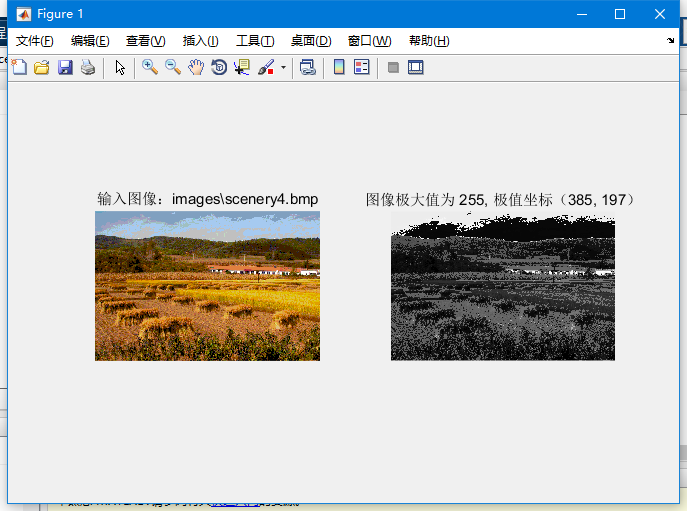 Figure 1
文件(F) 编辑(E) 查看(V) 插入(I) 工具(T) 桌面(D) 窗口(W) 帮助(H)
输入图像：images\scenery4.bmp
图像极大值为 255, 极值坐标（385, 197）